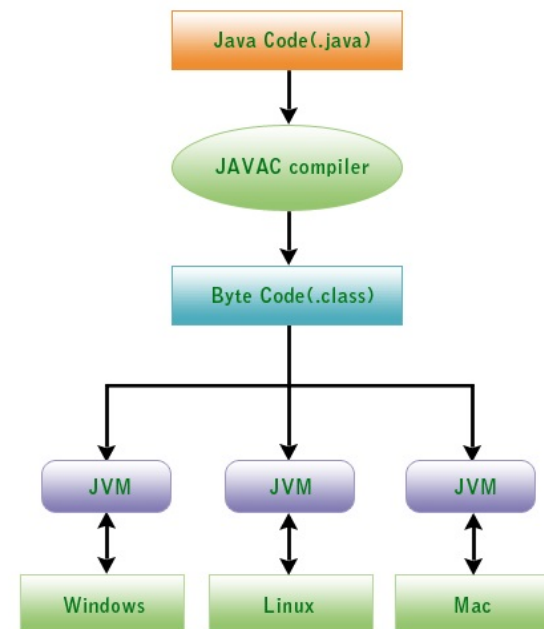 Java Code(.java)
JAVAC compiler
Byte Code(.class)
JVM
JVM
JVM
Windows
Linux
Mac